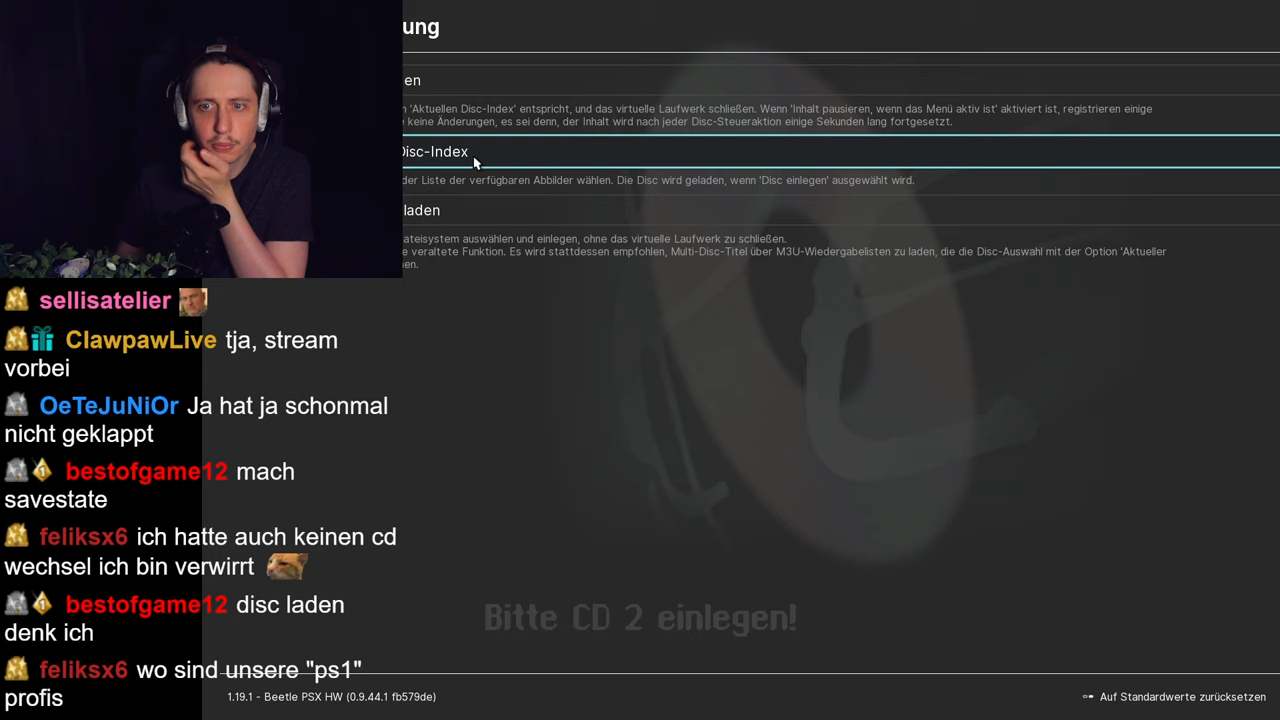 ung
en
n 'Aktuellen Disc-Index' entspricht, und das virtuelle Laufwerk schließen. Wenn 'Inhalt pausieren, wenn das Menü aktiv ist' aktiviert ist, registrieren einige
e keine Änderungen, es sei denn, der Inhalt wird nach jeder Disc-Steueraktion einige Sekunden lang fortgesetzt.
Disc-Index
der Liste der verfügbaren Abbilder wählen. Die Disc wird geladen, wenn 'Disc einlegen' ausgewählt wird.
laden
ateisystem auswählen und einlegen, ohne das virtuelle Laufwerk zu schließen.
e veraltete Funktion. Es wird stattdessen empfohlen, Multi-Disc-Titel über M3U-Wiedergabelisten zu laden, die die Disc-Auswahl mit der Option 'Aktueller
en.
sellisatelier
ClawpawLive tja, stream
vorbei
OeTeJuNiOr Ja hat ja schonmal
nicht geklappt
bestofgame12 mach
savestate
feliksx6 ich hatte auch keinen cd
wechsel ich bin verwirrt
bestofgame12 disc laden
denk ich
feliksx6 wo sind unsere "ps1"
profis
Bitte CD 2 einlegen!
1.19.1 - Beetle PSX HW (0.9.44.1 fb579de)
Auf Standardwerte zurücksetzen